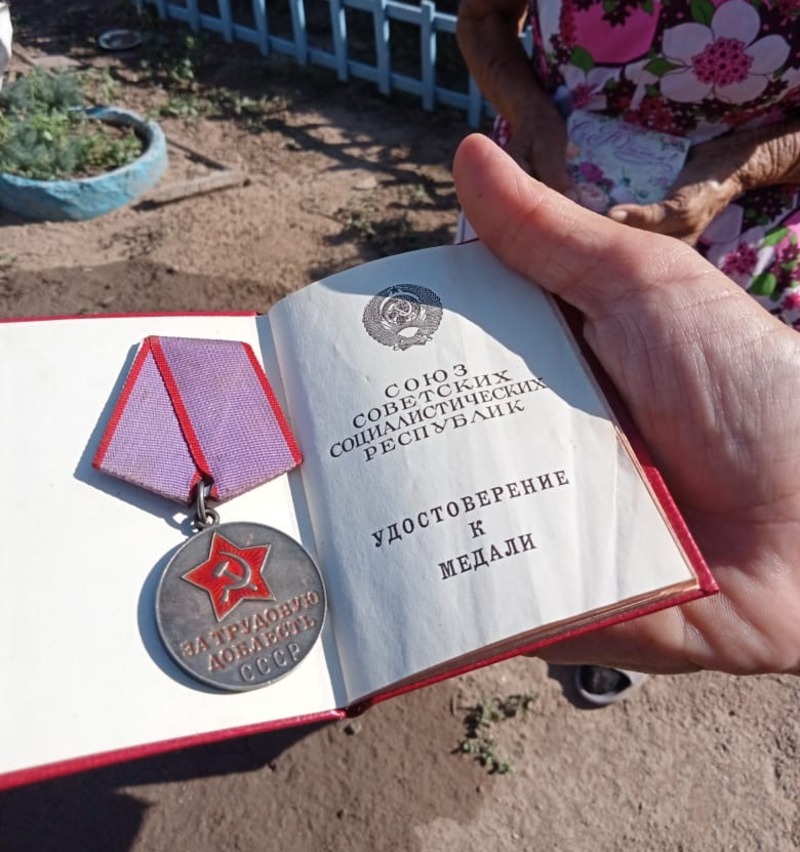 СОЮЗ
СОВЕТСКИХ
СОЦИАЛИСТИЧЕСКИХ
РЕСПУБЛИК
УДОСТОВЕРЕНИЕ
К
МЕДАЛИ
ЗА ТРУДОВУЮ
ДОБЛЕСТЬ
СССР